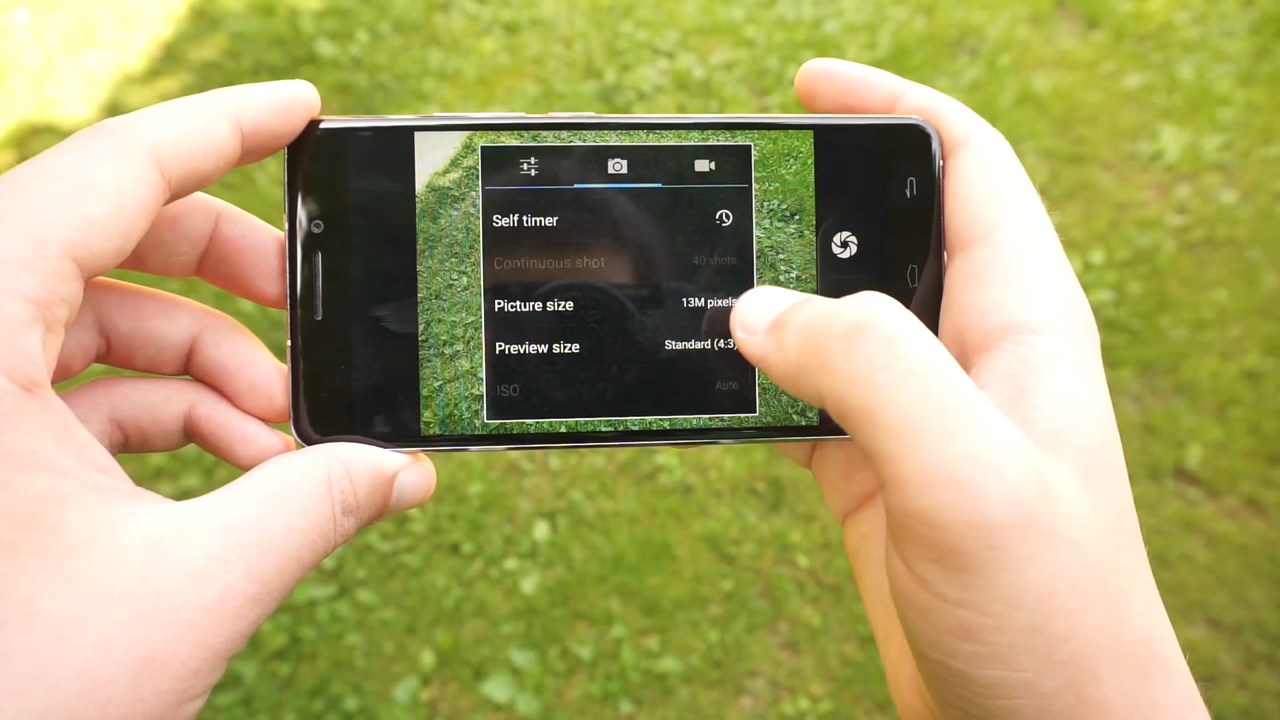 Self timer
Continuous shot 40 shots
Picture size 13M pixels
Preview size Standard (4:3)
ISO Auto